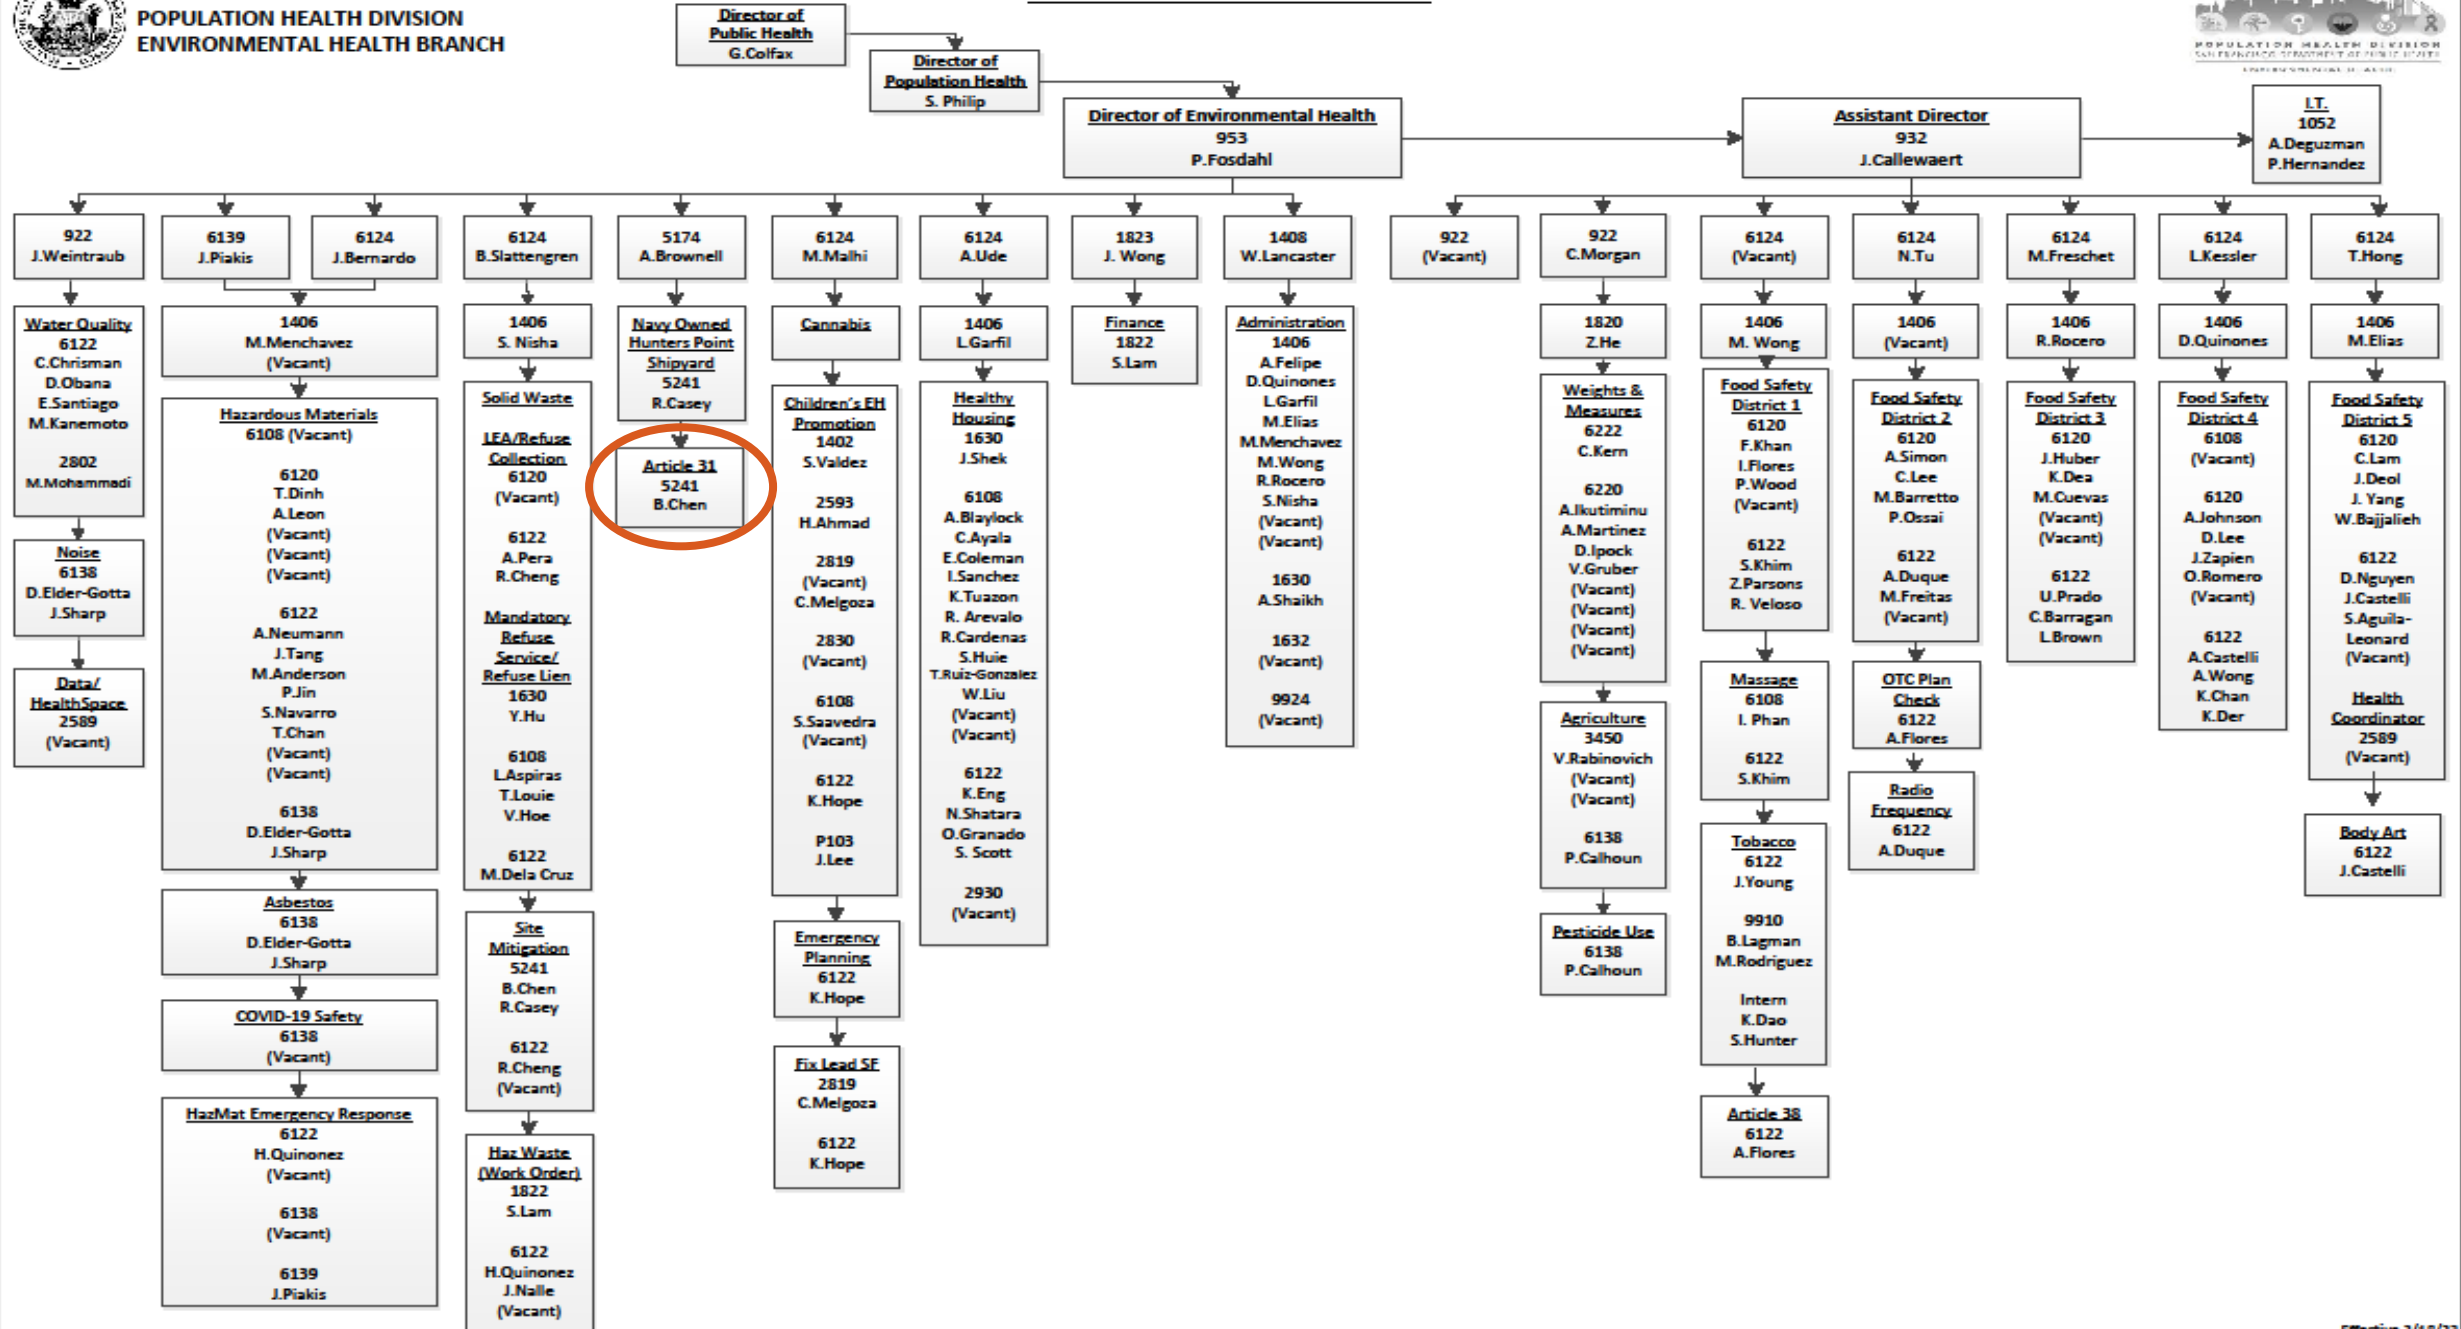 POPULATION HEALTH DIVISION
ENVIRONMENTAL HEALTH BRANCH
Director of
Public Health
G.Colfax
Director of
Population Health
S. Philip
Director of Environmental Health
953
P.Fosdahl
Assistant Director
932
J.Callewaert
I.T.
1052
A.Deguzman
P.Hernandez
POPULATION HEALTH DIVISION
SAN FRANCISCO DEPARTMENT OF PUBLIC HEALTH
ENVIRONMENTAL HEALTH
922
J.Weintraub
Water Quality
6122
C.Chrisman
D.Obana
E.Santiago
M.Kanemoto
2802
M.Mohammadi
Noise
6138
D.Elder-Gotta
J.Sharp
Data/
HealthSpace
2589
(Vacant)
6139
J.Piakis
6124
J.Bernardo
1406
M.Menchavez
(Vacant)
Hazardous Materials
6108 (Vacant)
6120
T.Dinh
A.Leon
(Vacant)
(Vacant)
(Vacant)
6122
A.Neumann
J.Tang
M.Anderson
P.Jin
S.Navarro
T.Chan
(Vacant)
(Vacant)
6138
D.Elder-Gotta
J.Sharp
Asbestos
6138
D.Elder-Gotta
J.Sharp
COVID-19 Safety
6138
(Vacant)
HazMat Emergency Response
6122
H.Quinonez
(Vacant)
6138
(Vacant)
6139
J.Piakis
6124
B.Slattengren
1406
S. Nisha
Solid Waste
LEA/Refuse
Collection
6120
(Vacant)
6122
A.Pera
R.Cheng
Mandatory
Refuse
Service/
Refuse Lien
1630
Y.Hu
6108
L.Aspiras
T.Louie
V.Hoe
6122
M.Dela Cruz
Site
Mitigation
5241
B.Chen
R.Casey
6122
R.Cheng
(Vacant)
Haz Waste
(Work Order)
1822
S.Lam
6122
H.Quinonez
J.Nalle
(Vacant)
5174
A.Brownell
Navy Owned
Hunters Point
Shipyard
5241
R.Casey
Article 31
5241
B.Chen
6124
M.Malhi
Cannabis
Children's EH
Promotion
1402
S.Valdez
2593
H.Ahmad
2819
(Vacant)
C.Melgoza
2830
(Vacant)
6108
S.Saavedra
(Vacant)
6122
K.Hope
P103
J.Lee
Emergency
Planning
6122
K.Hope
Fix Lead SF
2819
C.Melgoza
6122
K.Hope
6124
A.Ude
1406
L.Garfil
Healthy
Housing
1630
J.Shek
6108
A.Blaylock
C.Ayala
E.Coleman
I.Sanchez
K.Tuazon
R. Arevalo
R.Cardenas
S.Huie
T.Ruiz-Gonzalez
W.Liu
(Vacant)
(Vacant)
6122
K.Eng
N.Shatara
O.Granado
S. Scott
2930
(Vacant)
1823
J. Wong
Finance
1822
S.Lam
1408
W.Lancaster
Administration
1406
A.Felipe
D.Quinones
L.Garfil
M.Elias
M.Menchavez
M.Wong
R.Rocero
S.Nisha
(Vacant)
(Vacant)
1630
A.Shaikh
1632
(Vacant)
9924
(Vacant)
922
(Vacant)
922
C.Morgan
1820
Z.He
Weights &
Measures
6222
C.Kern
6220
A.Ikutiminu
A.Martinez
D.Ipock
V.Gruber
(Vacant)
(Vacant)
(Vacant)
(Vacant)
Agriculture
3450
V.Rabinovich
(Vacant)
(Vacant)
6138
P.Calhoun
Pesticide Use
6138
P.Calhoun
6124
(Vacant)
1406
M. Wong
Food Safety
District 1
6120
F.Khan
I.Flores
P.Wood
(Vacant)
6122
S.Khim
Z.Parsons
R. Veloso
Massage
6108
I. Phan
6122
S.Khim
Tobacco
6122
J.Young
9910
B.Lagman
M.Rodriguez
Intern
K.Dao
S.Hunter
Article 38
6122
A.Flores
6124
N.Tu
1406
(Vacant)
Food Safety
District 2
6120
A.Simon
C.Lee
M.Barretto
P.Ossai
6122
A.Duque
M.Freitas
(Vacant)
OTC Plan
Check
6122
A.Flores
Radio
Frequency
6122
A.Duque
6124
M.Freschet
1406
R.Rocero
Food Safety
District 3
6120
J.Huber
K.Dea
M.Cuevas
(Vacant)
(Vacant)
6122
U.Prado
C.Barragan
L.Brown
6124
L.Kessler
1406
D.Quinones
Food Safety
District 4
6108
(Vacant)
6120
A.Johnson
D.Lee
J.Zapien
O.Romero
(Vacant)
6122
A.Castelli
A.Wong
K.Chan
K.Der
6124
T.Hong
1406
M.Elias
Food Safety
District 5
6120
C.Lam
J.Deol
J. Yang
W.Bajjalieh
6122
D.Nguyen
J.Castelli
S.Aguila-
Leonard
(Vacant)
Health
Coordinator
2589
(Vacant)
Body Art
6122
J.Castelli